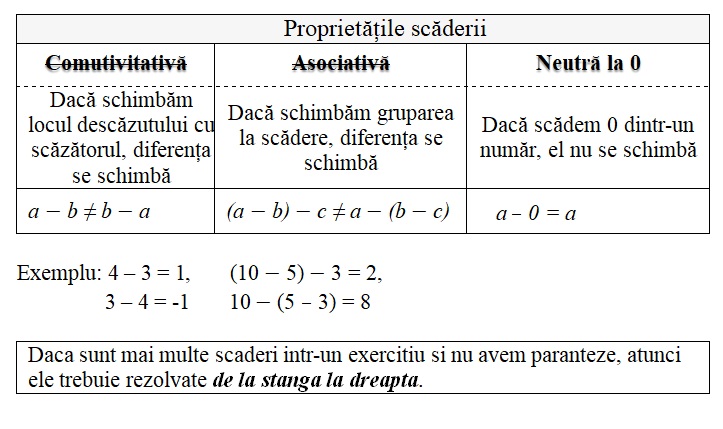 Proprietățile scăderii
Comutivitativă
Asociativă
Neutră la 0
Dacă schimbăm
locul descăzutului cu
scăzătorul, diferența
se schimbă
Dacă schimbăm gruparea
la scădere, diferența se
schimbă
Dacă scădem 0 dintr-un
număr, el nu se schimbă
a − b ≠ b − a
(a − b) − c ≠ a − (b − c)
a – 0 = a
Exemplu: 4 – 3 = 1, (10 − 5) − 3 = 2,
3 – 4 = -1 10 − (5 – 3) = 8
Daca sunt mai multe scaderi intr-un exercitiu si nu avem paranteze, atunci
ele trebuie rezolvate de la stanga la dreapta.